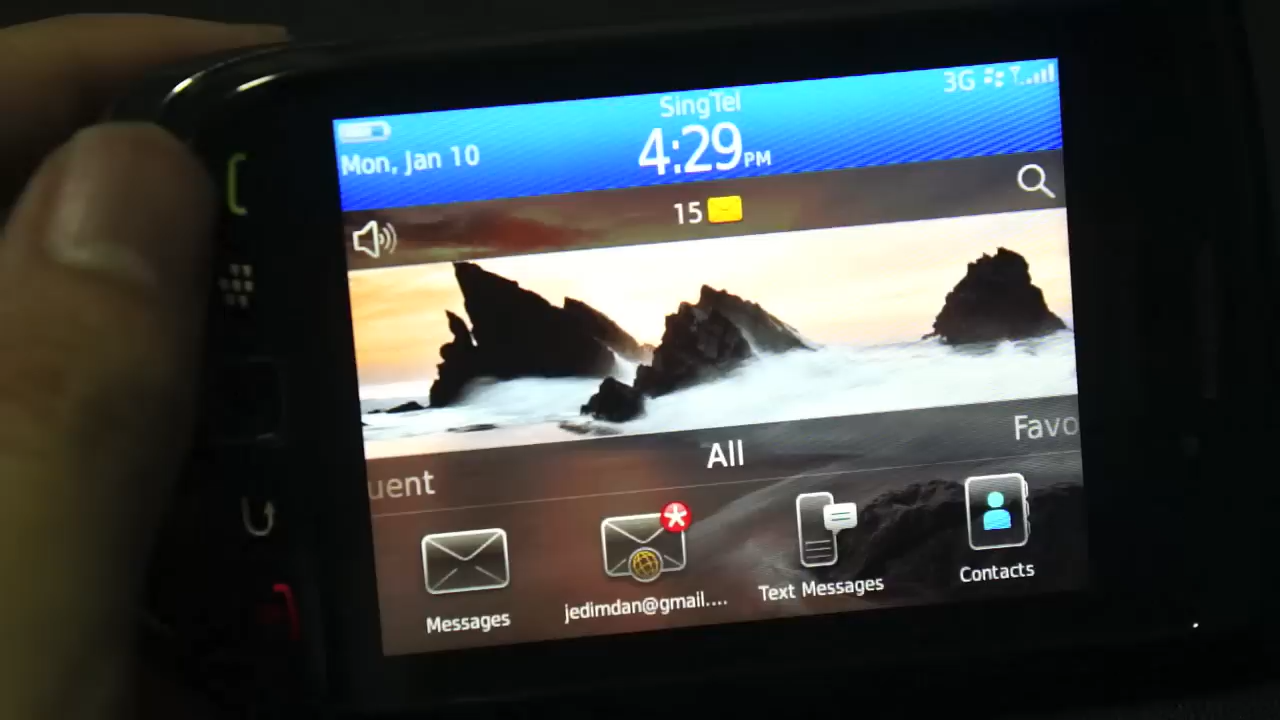 3G
SingTel
Mon, Jan 10
4:29PM
15
uent
All
Favo
Messages
jedimdan@gmail....
Text Messages
Contacts